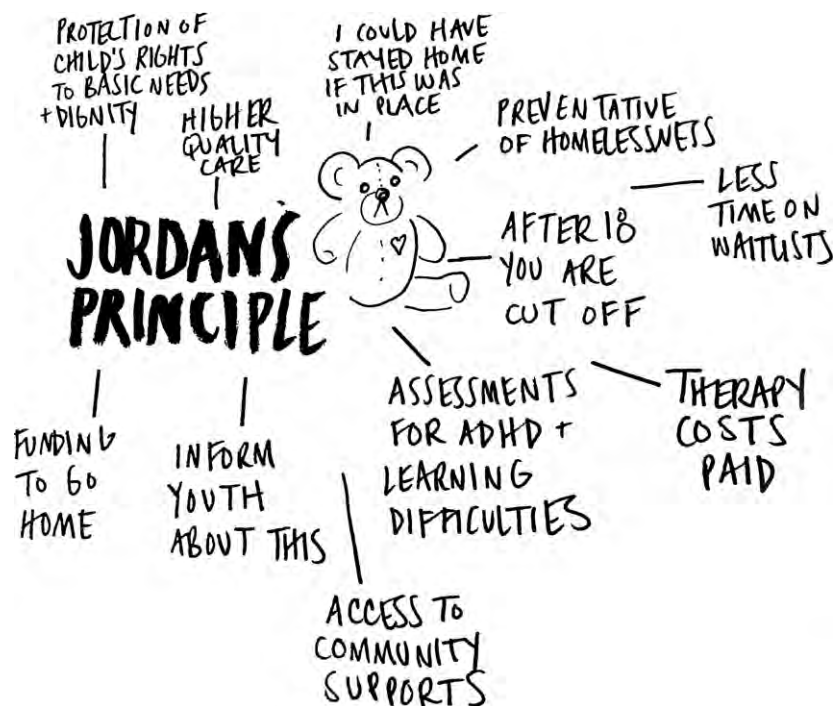 PROTECTION OF
CHILD'S RIGHTS
TO BASIC NEEDS
+ DIGNITY
HIGHER
QUALITY
CARE
I COULD HAVE
STAYED HOME
IF THIS WAS
IN PLACE
PREVENTATIVE
OF HOMELESSNESS
LESS
TIME ON
WAITLISTS
JORDAN'S
PRINCIPLE
AFTER 18
YOU ARE
CUT OFF
FUNDING
TO GO
HOME
INFORM
YOUTH
ABOUT THIS
ASSESSMENTS
FOR ADHD +
LEARNING
DIFFICULTIES
THERAPY
COSTS
PAID
ACCESS TO
COMMUNITY
SUPPORTS